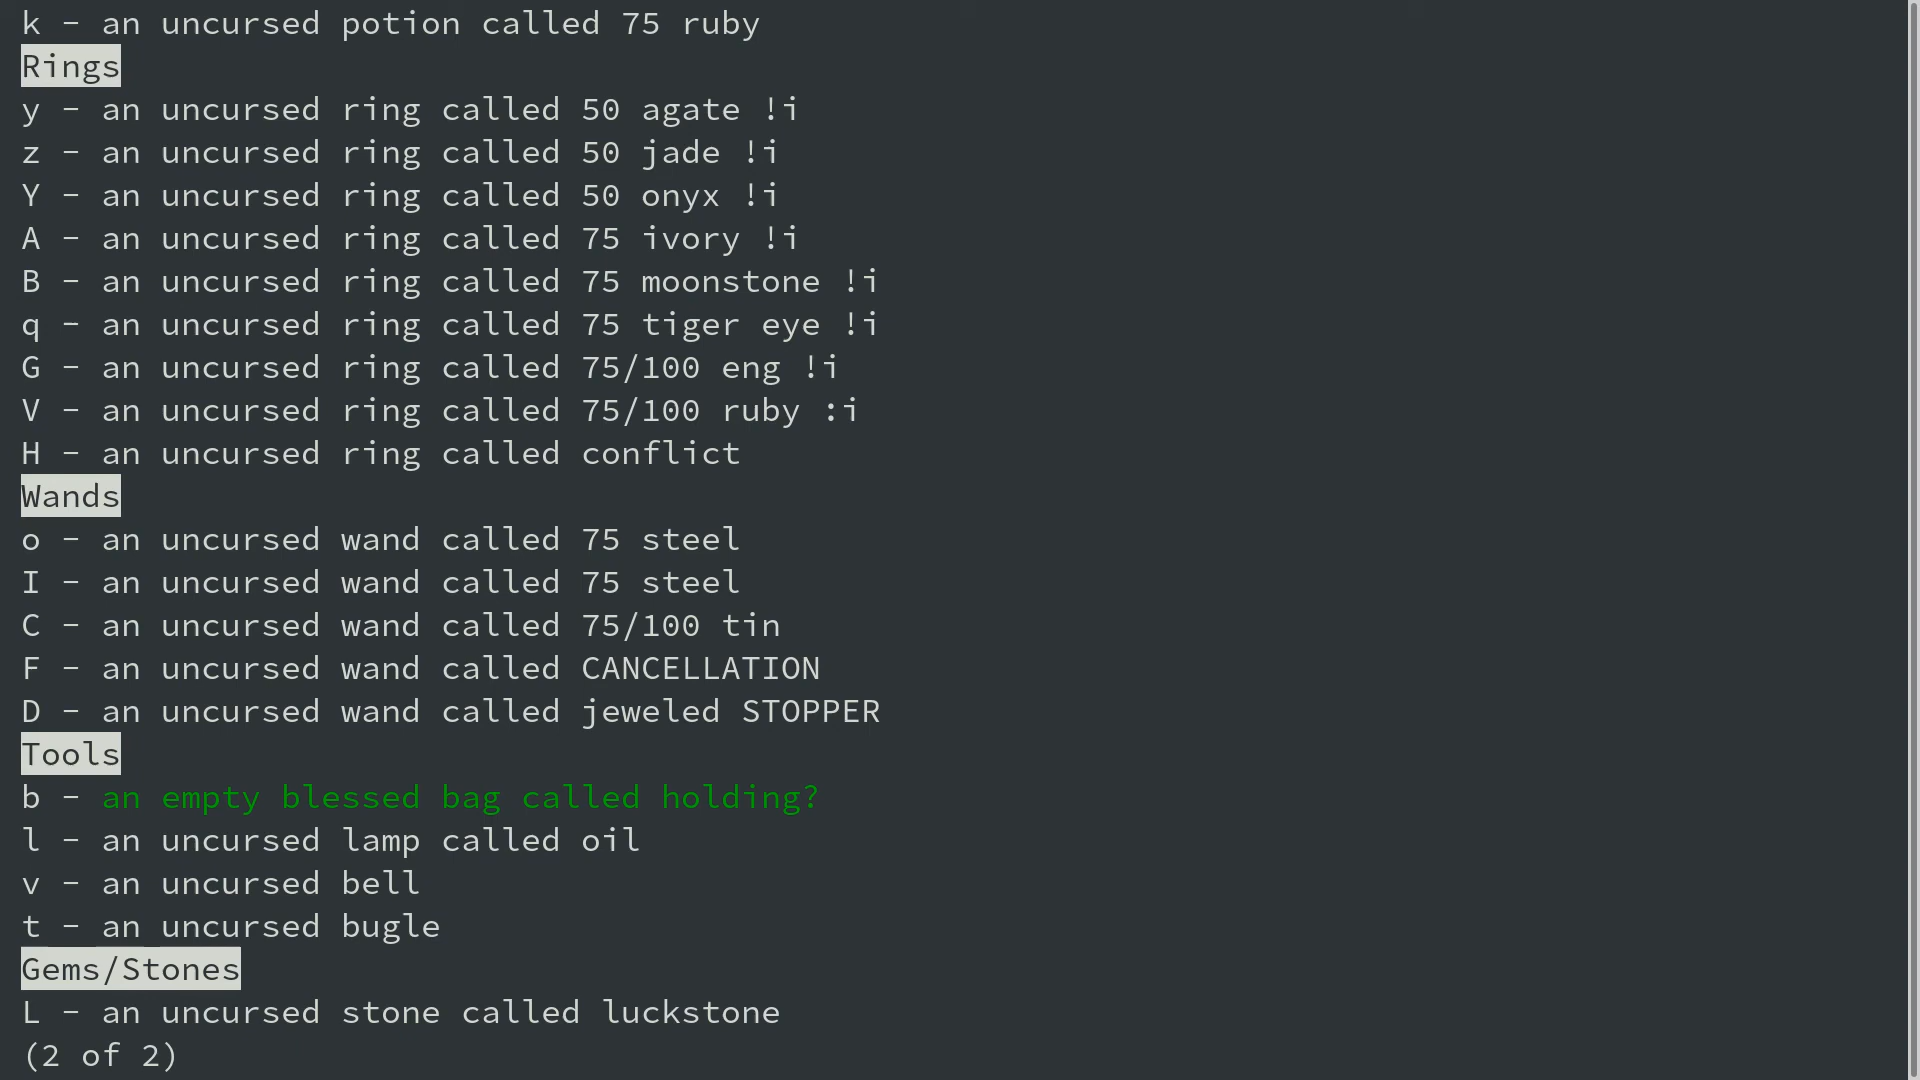 k - an uncursed potion called 75 ruby
Rings
y - an uncursed ring called 50 agate !i
z - an uncursed ring called 50 jade !i
Y - an uncursed ring called 50 onyx !i
A - an uncursed ring called 75 ivory !i
B - an uncursed ring called 75 moonstone !i
q - an uncursed ring called 75 tiger eye !i
G - an uncursed ring called 75/100 eng !i
V - an uncursed ring called 75/100 ruby :i
H - an uncursed ring called conflict
Wands
o - an uncursed wand called 75 steel
I - an uncursed wand called 75 steel
C - an uncursed wand called 75/100 tin
F - an uncursed wand called CANCELLATION
D - an uncursed wand called jeweled STOPPER
Tools
b - an empty blessed bag called holding?
l - an uncursed lamp called oil
v - an uncursed bell
t - an uncursed bugle
Gems/Stones
L - an uncursed stone called luckstone
(2 of 2)